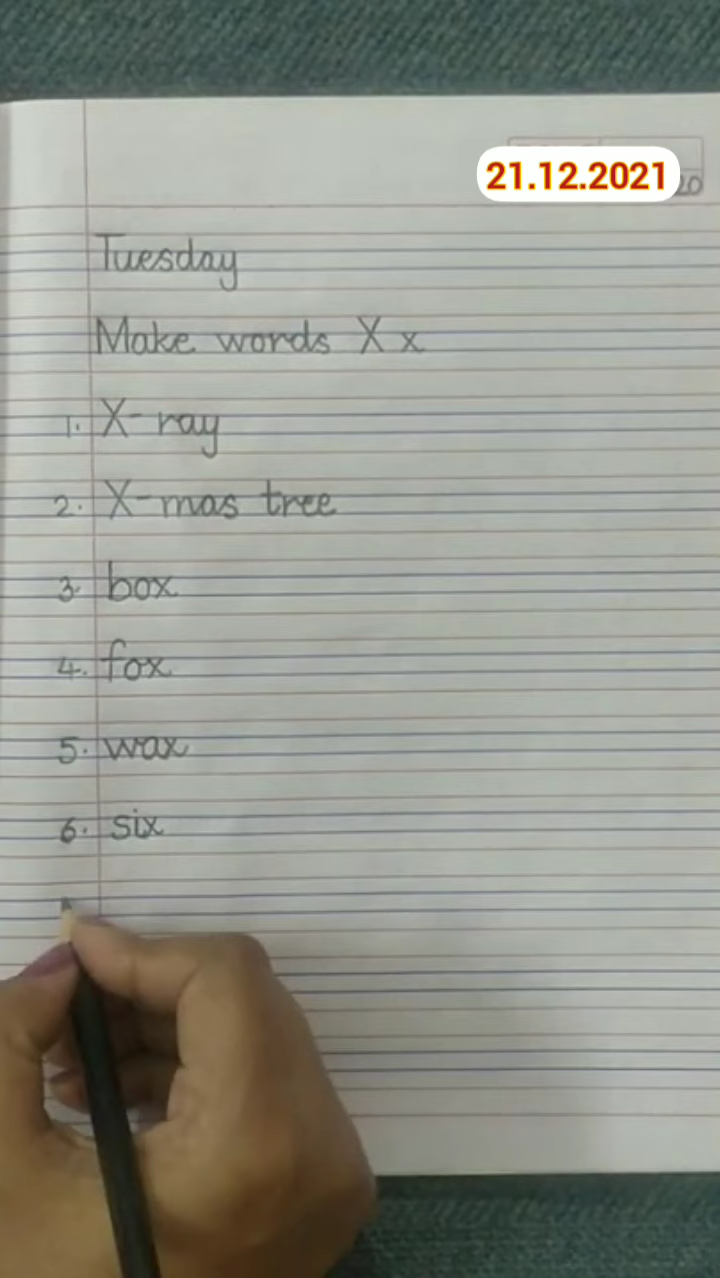 21.12.2021
20
Tuesday
Make words X x
1. X-ray
2. X-mas tree
3. box
4. fox
5. wax
6. six